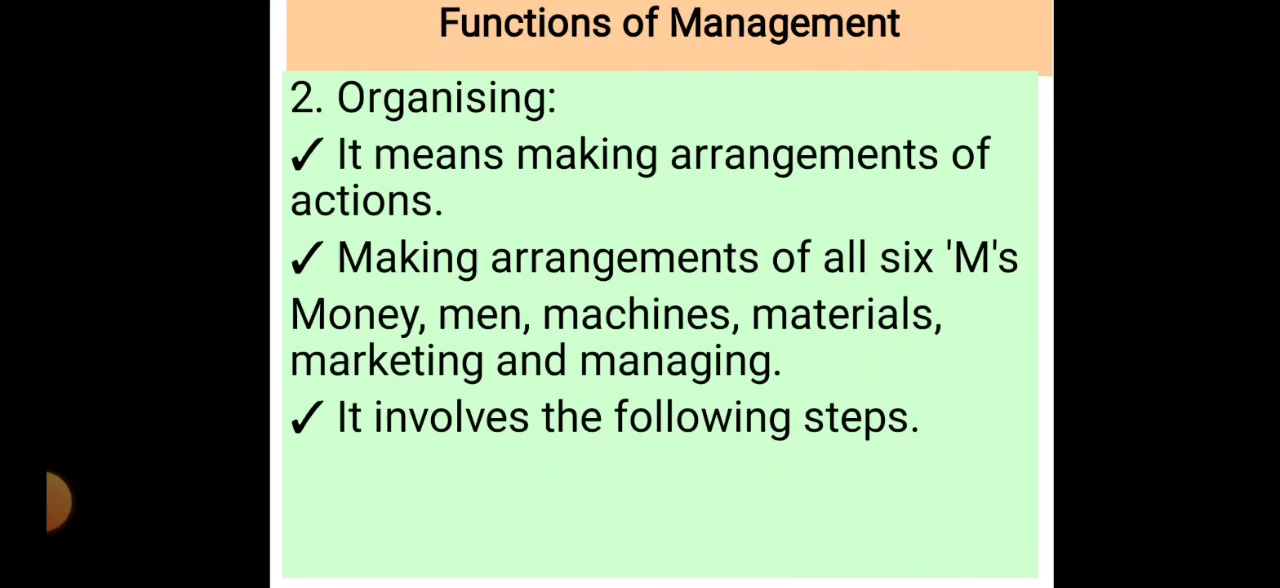 Functions of Management
2. Organising:
✓ It means making arrangements of
actions.
✓ Making arrangements of all six 'M's
Money, men, machines, materials,
marketing and managing.
✓ It involves the following steps.